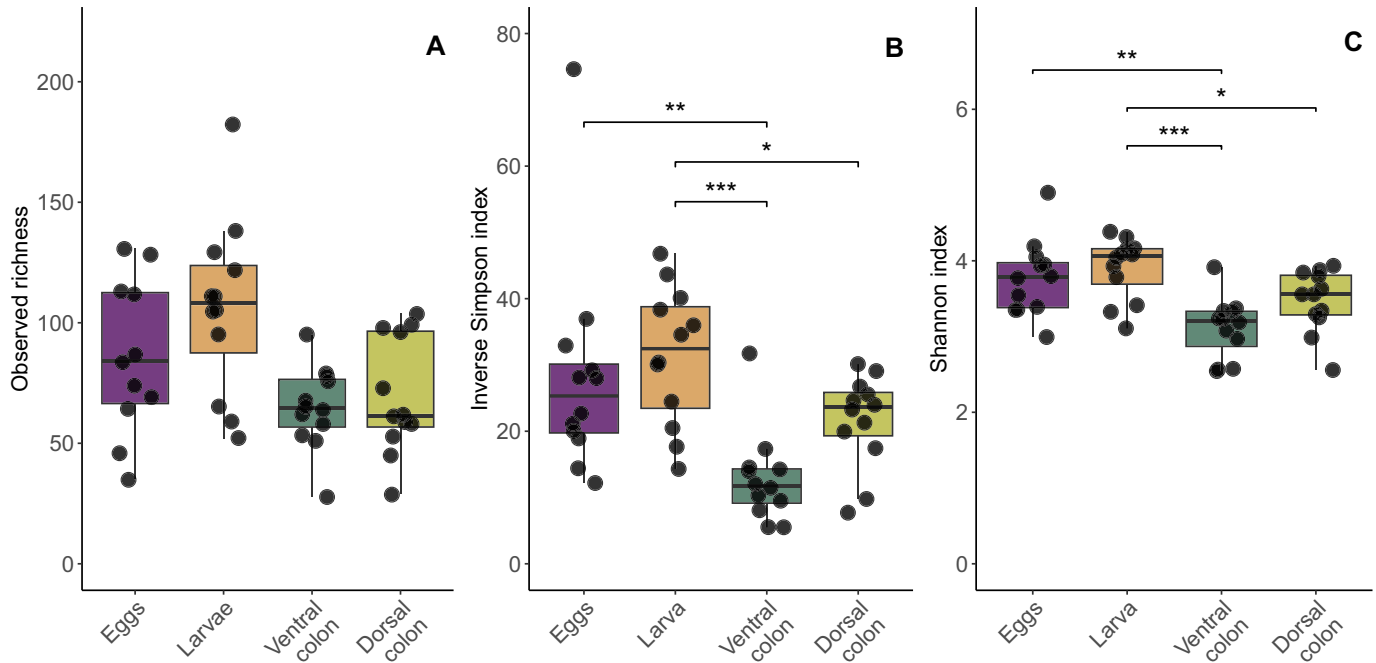 A
Observed richness
200
150
100
50
0
Eggs
Larvae
Ventral
colon
Dorsal
colon
B
Inverse Simpson index
80
60
40
20
0
**
*
***
Eggs
Larva
Ventral
colon
Dorsal
colon
C
Shannon index
6
4
2
0
**
*
***
Eggs
Larva
Ventral
colon
Dorsal
colon